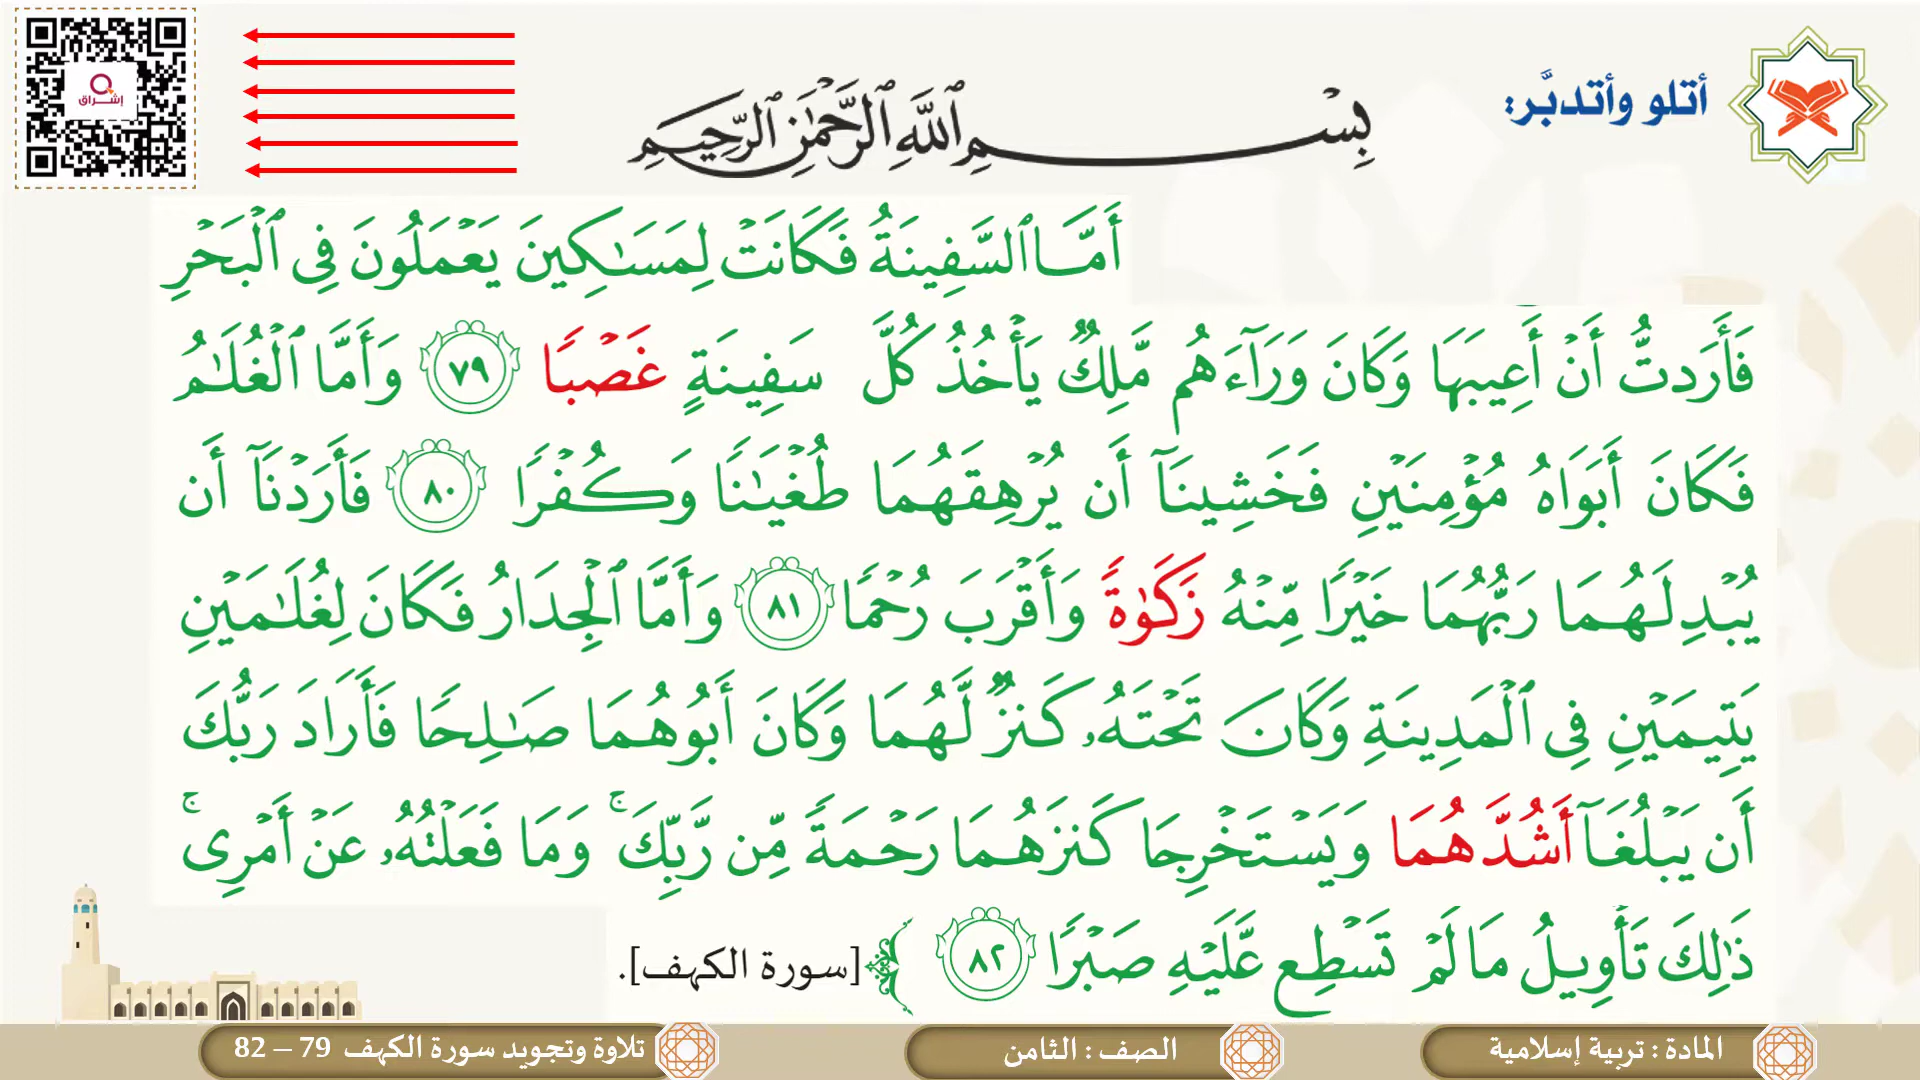 أتلو وأتدبَّر:
إشراق
بِسْمِ ٱللَّهِ ٱلرَّحْمَٰنِ ٱلرَّحِيمِ
أَمَّا ٱلسَّفِينَةُ فَكَانَتْ لِمَسَٰكِينَ يَعْمَلُونَ فِى ٱلْبَحْرِ
فَأَرَدتُّ أَنْ أَعِيبَهَا وَكَانَ وَرَآءَهُم مَّلِكٌ يَأْخُذُ كُلَّ سَفِينَةٍ غَصْبًا ٧٩ وَأَمَّا ٱلْغُلَٰمُ
فَكَانَ أَبَوَاهُ مُؤْمِنَيْنِ فَخَشِينَآ أَن يُرْهِقَهُمَا طُغْيَٰنًا وَكُفْرًا ٨٠ فَأَرَدْنَآ أَن
يُبْدِلَهُمَا رَبُّهُمَا خَيْرًا مِّنْهُ زَكَوٰةً وَأَقْرَبَ رُحْمًا ٨١ وَأَمَّا ٱلْجِدَارُ فَكَانَ لِغُلَٰمَيْنِ
يَتِيمَيْنِ فِى ٱلْمَدِينَةِ وَكَانَ تَحْتَهُۥ كَنزٌ لَّهُمَا وَكَانَ أَبُوهُمَا صَٰلِحًا فَأَرَادَ رَبُّكَ
أَن يَبْلُغَآ أَشُدَّهُمَا وَيَسْتَخْرِجَا كَنزَهُمَا رَحْمَةً مِّن رَّبِّكَ ۚ وَمَا فَعَلْتُهُۥ عَنْ أَمْرِى ۚ
ذَٰلِكَ تَأْوِيلُ مَا لَمْ تَسْطِع عَّلَيْهِ صَبْرًا ٨٢ ﴾ [سورة الكهف].
المادة : تربية إسلامية
الصف : الثامن
تلاوة وتجويد سورة الكهف 79 – 82